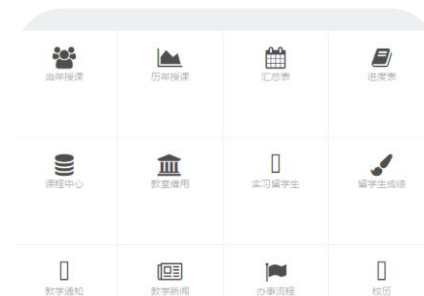 当年授课
历年授课
汇总表
进度表
课程中心
教室借用
实习留学生
留学生成绩
教学通知
教学新闻
办事流程
校历